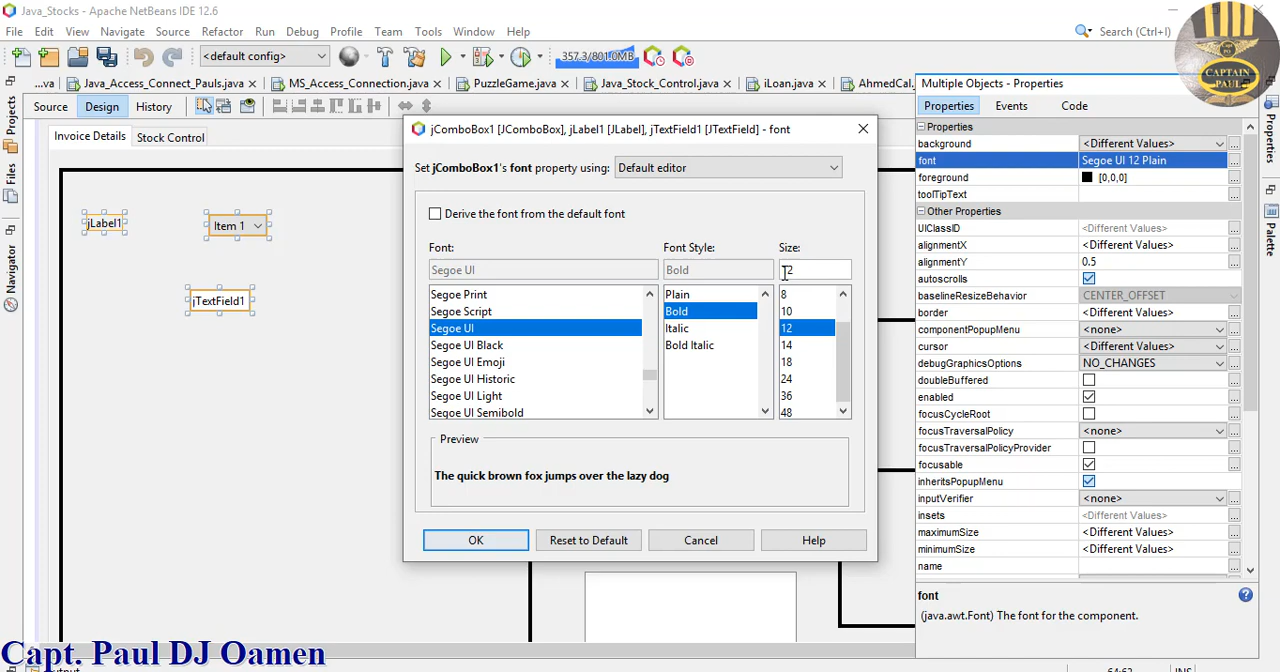 Java_Stocks - Apache NetBeans IDE 12.6
File Edit View Navigate Source Refactor Run Debug Profile Team Tools Window Help
Search (Ctrl+I)
<default config>
357.3/801.0MB
CAPTAIN
PAUL
...va
Java_Access_Connect_Pauls.java
MS_Access_Connection.java
PuzzleGame.java
Java_Stock_Control.java
iLoan.java
AhmedCal.
Source Design History
Projects
Files
Navigator
Invoice Details Stock Control
jLabel1
Item 1
jTextField1
jComboBox1 [JComboBox], jLabel1 [JLabel], jTextField1 [JTextField] - font
Set jComboBox1's font property using: Default editor
Derive the font from the default font
Font: Font Style: Size:
Segoe UI Bold 12
Segoe Print Plain 8
Segoe Script Bold 10
Segoe UI Italic 12
Segoe UI Black Bold Italic 14
Segoe UI Emoji 18
Segoe UI Historic 24
Segoe UI Light 36
Segoe UI Semibold 48
Preview
The quick brown fox jumps over the lazy dog
OK Reset to Default Cancel Help
Multiple Objects - Properties
Properties Events Code
Properties
background <Different Values>
font Segoe UI 12 Plain
foreground [0,0,0]
toolTipText
Other Properties
UIClassID <Different Values>
alignmentX <Different Values>
alignmentY 0.5
autoscrolls
baselineResizeBehavior CENTER_OFFSET
border <Different Values>
componentPopupMenu <none>
cursor <Different Values>
debugGraphicsOptions NO_CHANGES
doubleBuffered
enabled
focusCycleRoot
focusTraversalPolicy <none>
focusTraversalPolicyProvider
focusable
inheritsPopupMenu
inputVerifier <none>
insets <Different Values>
maximumSize <Different Values>
minimumSize <Different Values>
name
font
(java.awt.Font) The font for the component.
Properties
Palette
Capt. Paul DJ Oamen